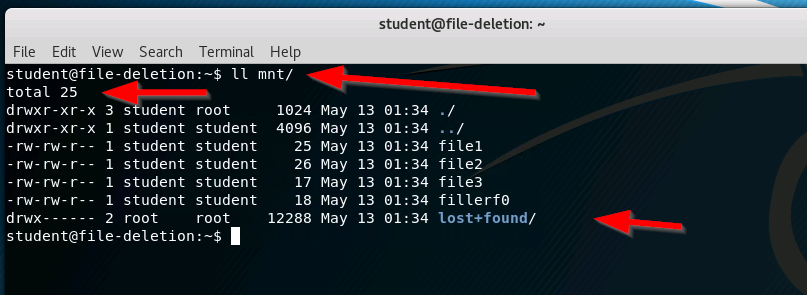 student@file-deletion: ~
File Edit View Search Terminal Help
student@file-deletion:~$ ll mnt/
total 25
drwxr-xr-x 3 student root     1024 May 13 01:34 ./
drwxr-xr-x 1 student student  4096 May 13 01:34 ../
-rw-rw-r-- 1 student student    25 May 13 01:34 file1
-rw-rw-r-- 1 student student    26 May 13 01:34 file2
-rw-rw-r-- 1 student student    17 May 13 01:34 file3
-rw-rw-r-- 1 student student    18 May 13 01:34 fillerf0
drwx------ 2 root    root    12288 May 13 01:34 lost+found/
student@file-deletion:~$